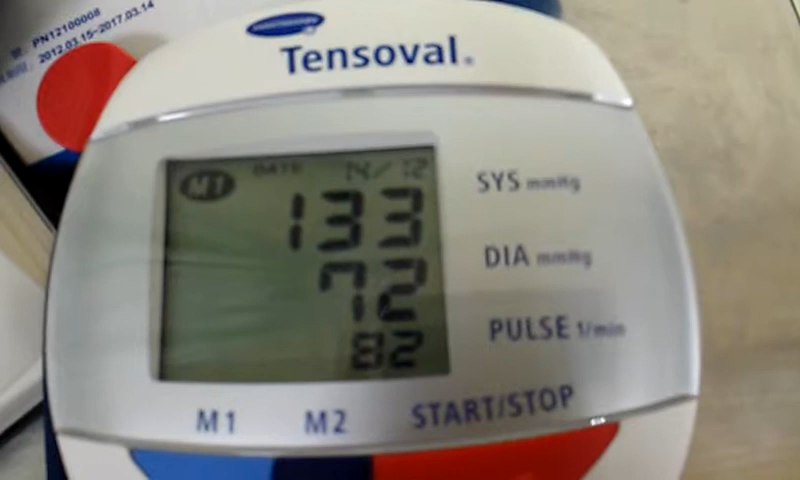 PN12100008
2012.03.15~2017.03.14
Tensoval®
M1 DATE 14/12
133
SYS mmHg
72
DIA mmHg
82
PULSE 1/min
M1 M2 START/STOP